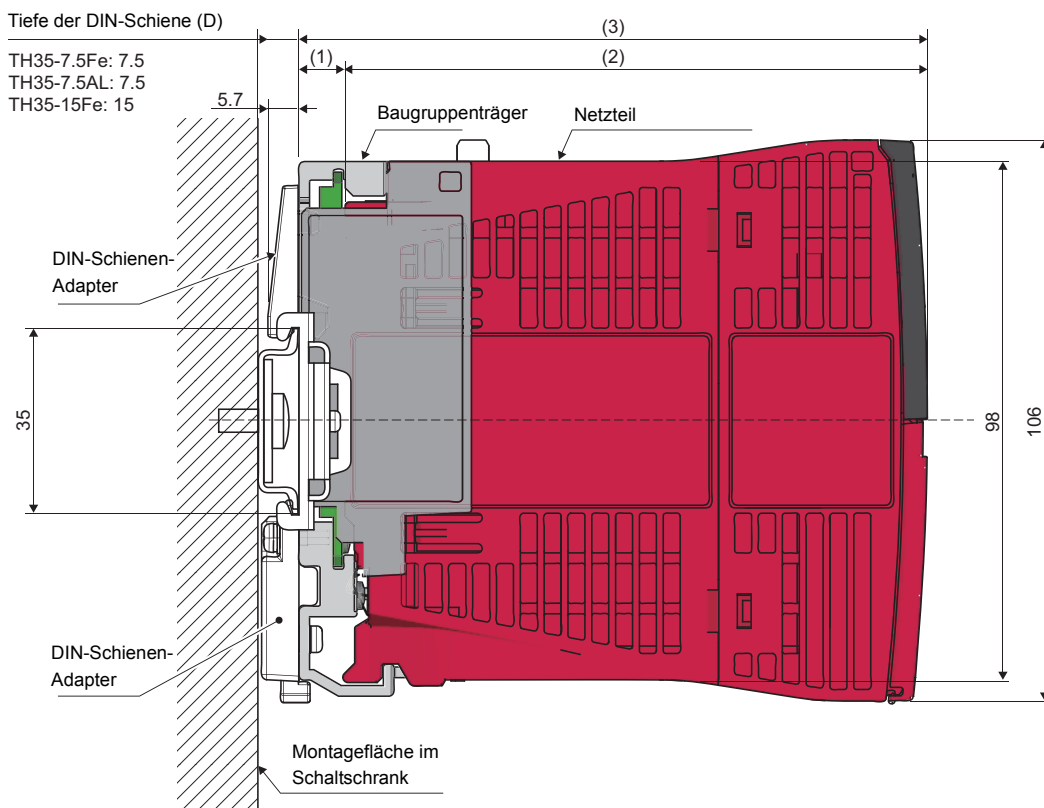 Tiefe der DIN-Schiene (D)
TH35-7.5Fe: 7.5
TH35-7.5AL: 7.5
TH35-15Fe: 15
(3)
(1)
(2)
5.7
Baugruppenträger
Netzteil
DIN-Schienen-
Adapter
35
98
106
DIN-Schienen-
Adapter
Montagefläche im
Schaltschrank